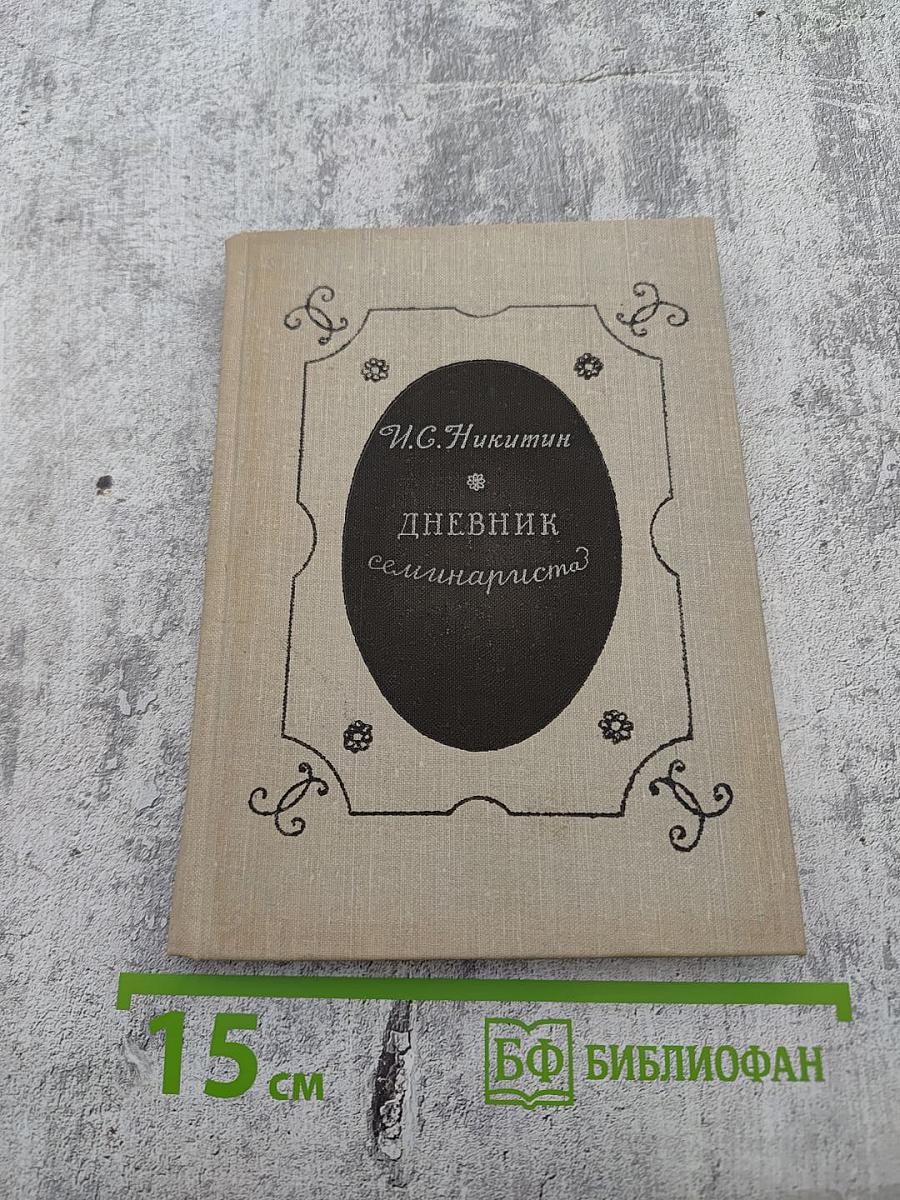 И.С.Никитин
ДНЕВНИК
семинариста
15 см
БФ БИБЛИОФАН